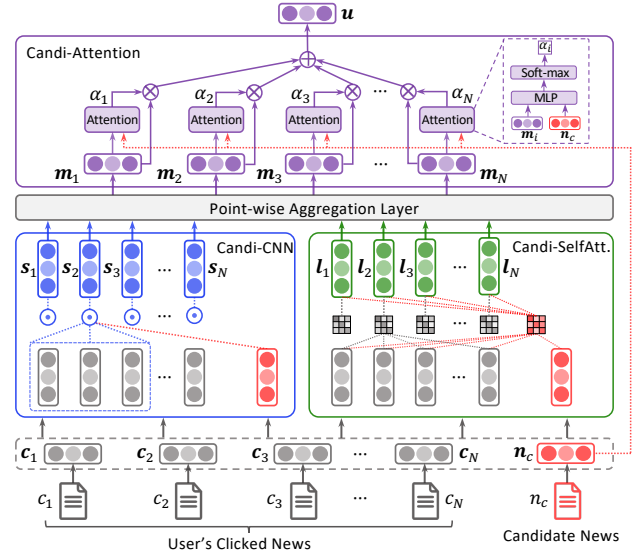 u
Candi-Attention
α1 α2 α3 ... αN
Attention Attention Attention Attention
αi
Soft-max
MLP
mi nc
m1 m2 m3 ... mN
Point-wise Aggregation Layer
Candi-CNN
s1 s2 s3 ... sN
...
...
Candi-SelfAtt.
l1 l2 l3 ... lN
...
...
c1 c2 c3 ... cN nc
c1 c2 c3 ... cN nc
User's Clicked News
Candidate News